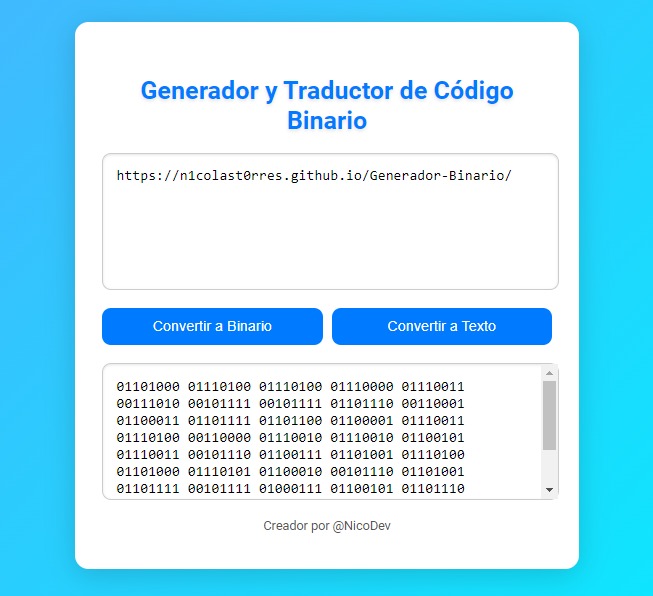 Generador y Traductor de Código
Binario
https://n1colast0rres.github.io/Generador-Binario/
Convertir a Binario
Convertir a Texto
01101000 01110100 01110100 01110000 01110011
00111010 00101111 00101111 01101110 00110001
01100011 01101111 01101100 01100001 01110011
01110100 00110000 01110010 01110010 01100101
01110011 00101110 01100111 01101001 01110100
01101000 01110101 01100010 00101110 01101001
01101111 00101111 01000111 01100101 01101110
Creador por @NicoDev